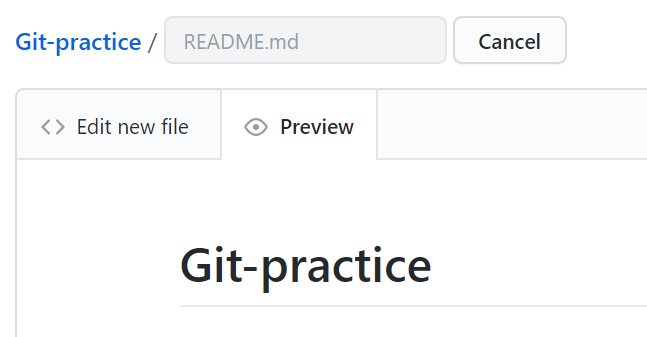 Git-practice / README.md Cancel
<> Edit new file Preview
Git-practice